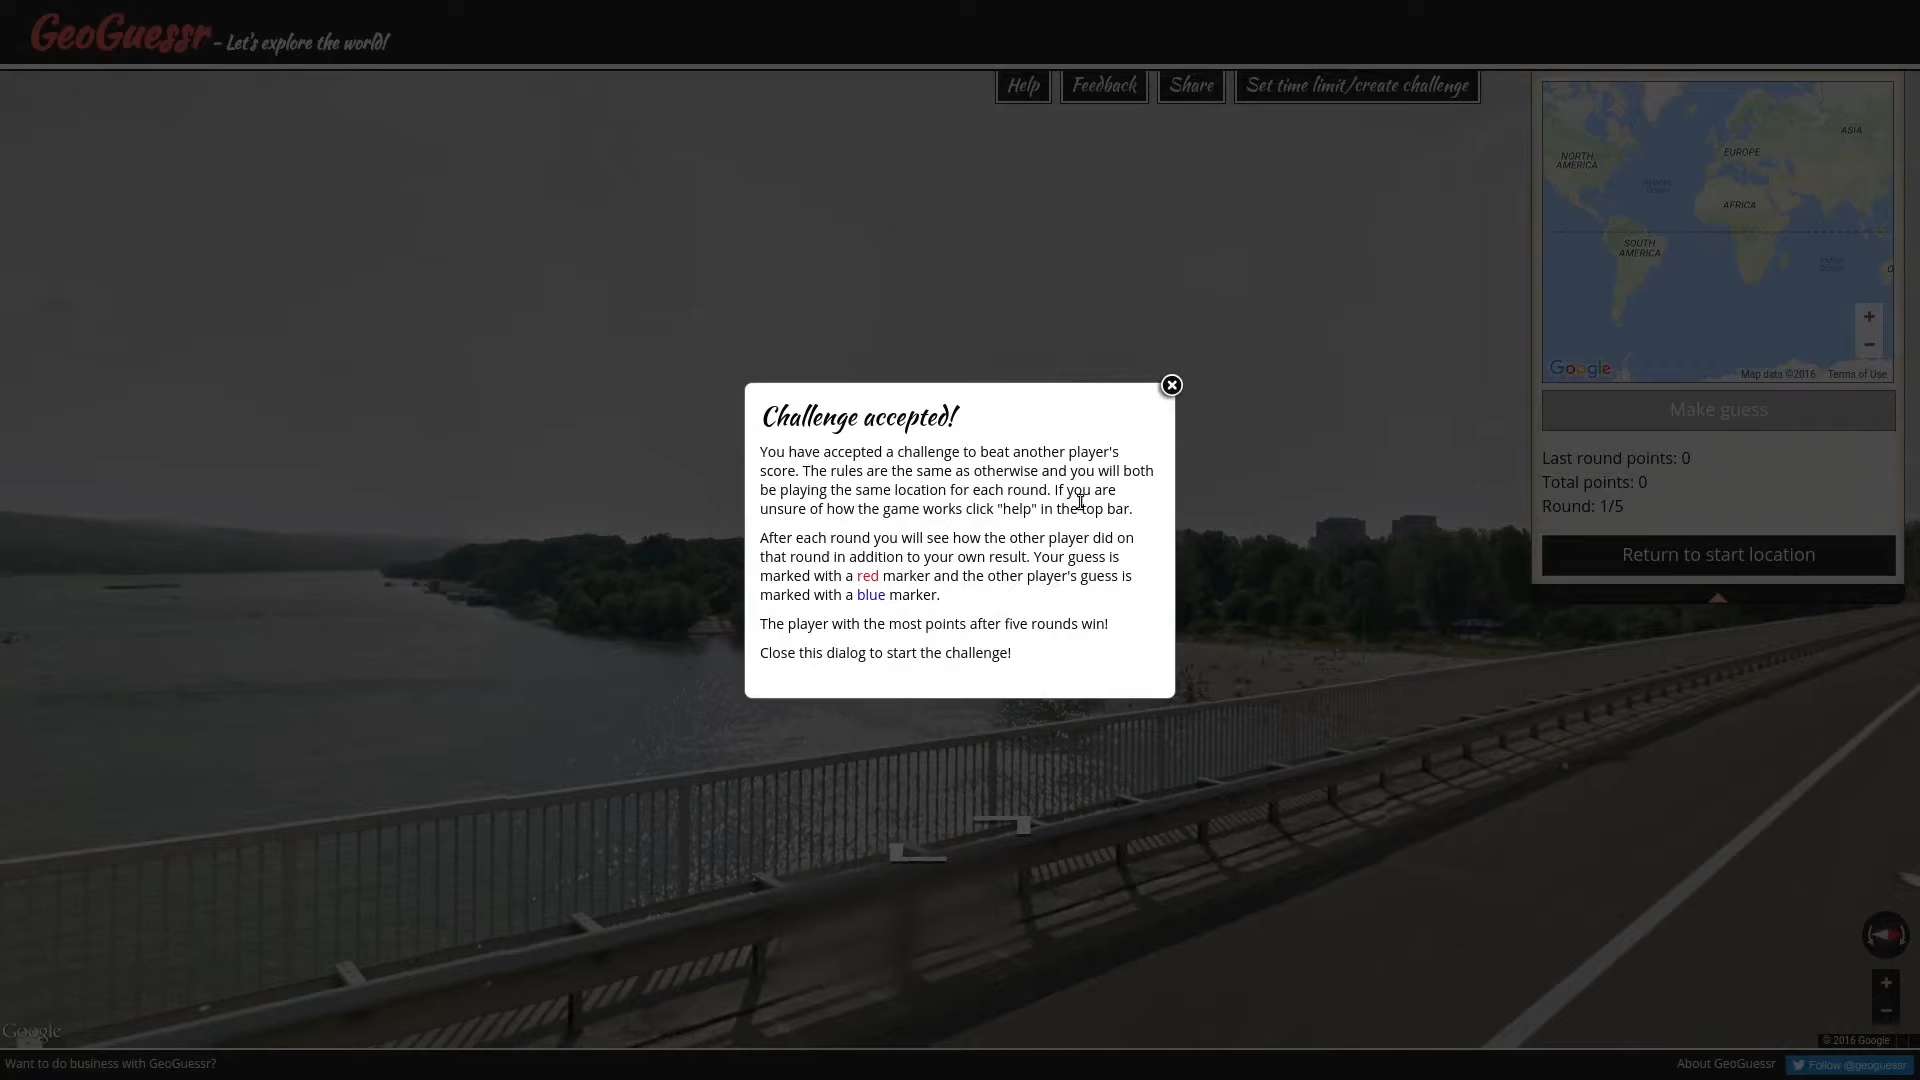 GeoGuessr - Let's explore the world!
Help
Feedback
Share
Set time limit/create challenge
ASIA
NORTH
AMERICA
EUROPE
Atlantic
Ocean
AFRICA
SOUTH
AMERICA
Indian
Ocean
O
+
−
Google
Map data ©2016
Terms of Use
Make guess
Last round points: 0
Total points: 0
Round: 1/5
Return to start location
Challenge accepted!
You have accepted a challenge to beat another player's
score. The rules are the same as otherwise and you will both
be playing the same location for each round. If you are
unsure of how the game works click "help" in the top bar.
After each round you will see how the other player did on
that round in addition to your own result. Your guess is
marked with a red marker and the other player's guess is
marked with a blue marker.
The player with the most points after five rounds win!
Close this dialog to start the challenge!
+
−
Google
© 2016 Google
Want to do business with GeoGuessr?
About GeoGuessr
Follow @geoguessr